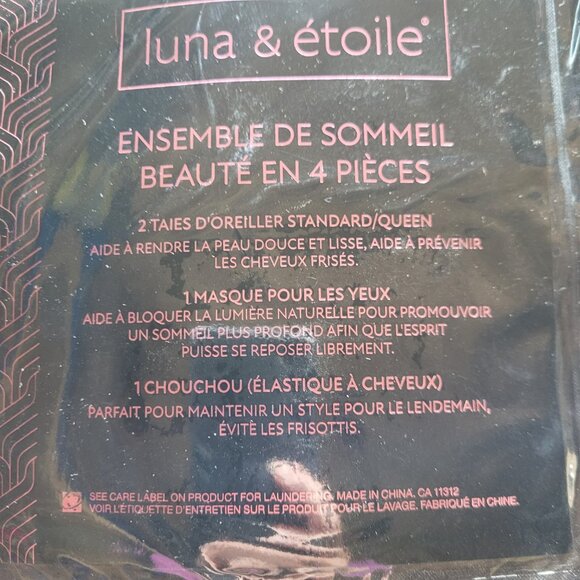 luna & étoile®
ENSEMBLE DE SOMMEIL
BEAUTÉ EN 4 PIÈCES
2 TAIES D'OREILLER STANDARD/QUEEN
AIDE À RENDRE LA PEAU DOUCE ET LISSE, AIDE À PRÉVENIR
LES CHEVEUX FRISÉS.
1 MASQUE POUR LES YEUX
AIDE À BLOQUER LA LUMIÈRE NATURELLE POUR PROMOUVOIR
UN SOMMEIL PLUS PROFOND AFIN QUE L'ESPRIT
PUISSE SE REPOSER LIBREMENT.
1 CHOUCHOU (ÉLASTIQUE À CHEVEUX)
PARFAIT POUR MAINTENIR UN STYLE POUR LE LENDEMAIN,
ÉVITE LES FRISOTTIS.
SEE CARE LABEL ON PRODUCT FOR LAUNDERING. MADE IN CHINA. CA 11312
VOIR L'ÉTIQUETTE D'ENTRETIEN SUR LE PRODUIT POUR LE LAVAGE. FABRIQUÉ EN CHINE.